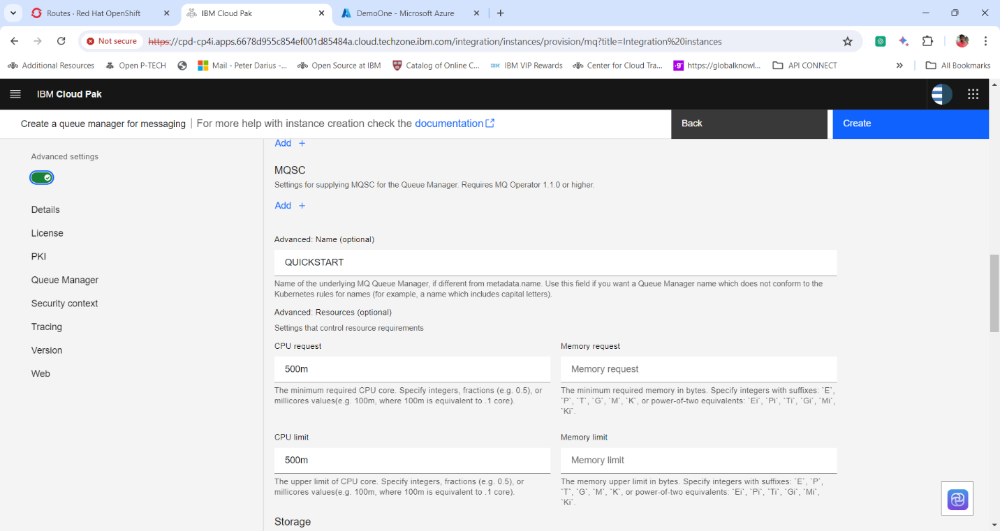 Routes · Red Hat OpenShift
IBM Cloud Pak
DemoOne - Microsoft Azure
Not secure
https://cpd-cp4i.apps.6678d955c854ef001d85484a.cloud.techzone.ibm.com/integration/instances/provision/mq?title=Integration%20instances
Additional Resources
Open P-TECH
Mail - Peter Darius -...
Open Source at IBM
Catalog of Online C...
IBM
IBM VIP Rewards
Center for Cloud Tra...
.g
https://globalknowl...
API CONNECT
»
All Bookmarks
IBM Cloud Pak
Create a queue manager for messaging
For more help with instance creation check the documentation
Back
Create
Advanced settings
Details
License
PKI
Queue Manager
Security context
Tracing
Version
Web
Add +
MQSC
Settings for supplying MQSC for the Queue Manager. Requires MQ Operator 1.1.0 or higher.
Add +
Advanced: Name (optional)
QUICKSTART
Name of the underlying MQ Queue Manager, if different from metadata.name. Use this field if you want a Queue Manager name which does not conform to the
Kubernetes rules for names (for example, a name which includes capital letters).
Advanced: Resources (optional)
Settings that control resource requirements
CPU request
500m
The minimum required CPU core. Specify integers, fractions (e.g. 0.5), or
millicores values(e.g. 100m, where 100m is equivalent to .1 core).
Memory request
Memory request
The minimum required memory in bytes. Specify integers with suffixes: `E`,
`P`, `T`, `G`, `M`, `K`, or power-of-two equivalents: `Ei`, `Pi`, `Ti`, `Gi`, `Mi`,
`Ki`.
CPU limit
500m
The upper limit of CPU core. Specify integers, fractions (e.g. 0.5), or
millicores values(e.g. 100m, where 100m is equivalent to .1 core).
Memory limit
Memory limit
The memory upper limit in bytes. Specify integers with suffixes: `E`, `P`,
`T`, `G`, `M`, `K`, or power-of-two equivalents: `Ei`, `Pi`, `Ti`, `Gi`, `Mi`,
`Ki`.
Storage